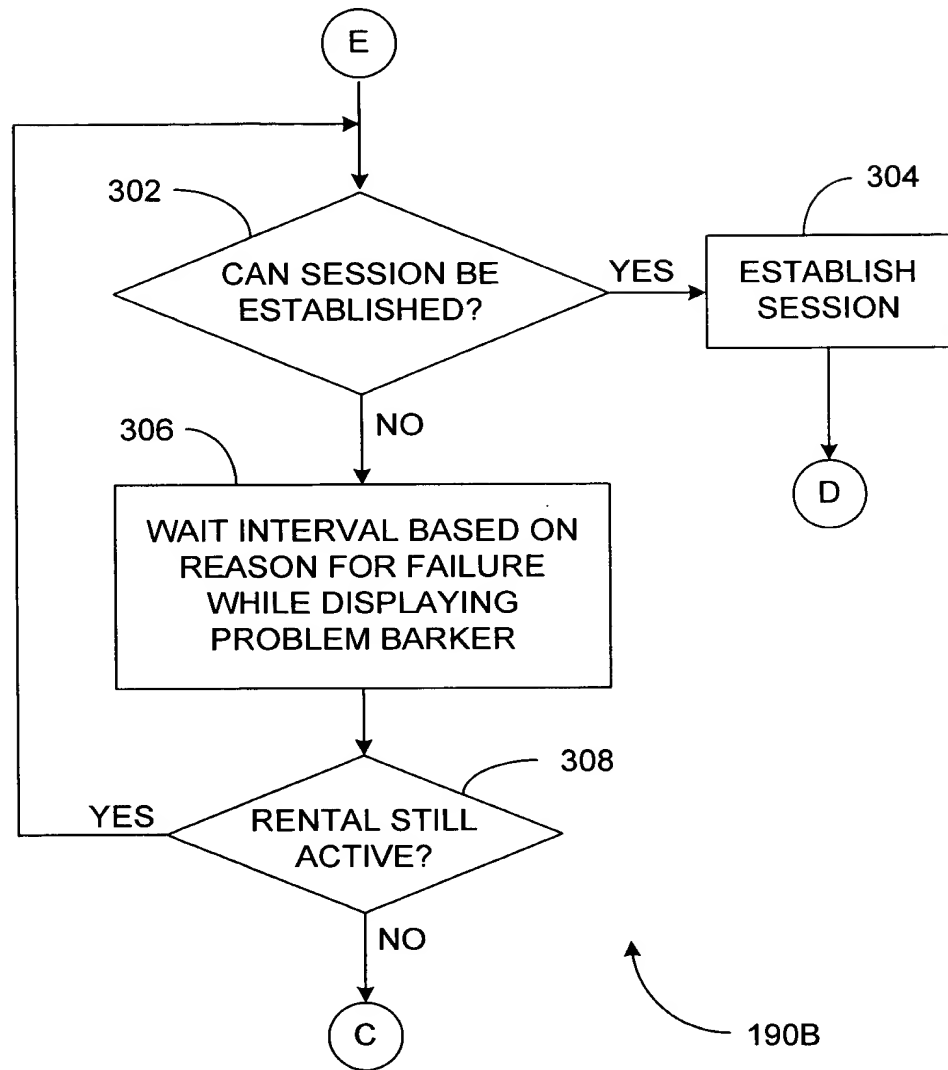 E
302
CAN SESSION BE
ESTABLISHED?
YES
304
ESTABLISH
SESSION
D
NO
306
WAIT INTERVAL BASED ON
REASON FOR FAILURE
WHILE DISPLAYING
PROBLEM BARKER
308
RENTAL STILL
ACTIVE?
YES
NO
C
190B